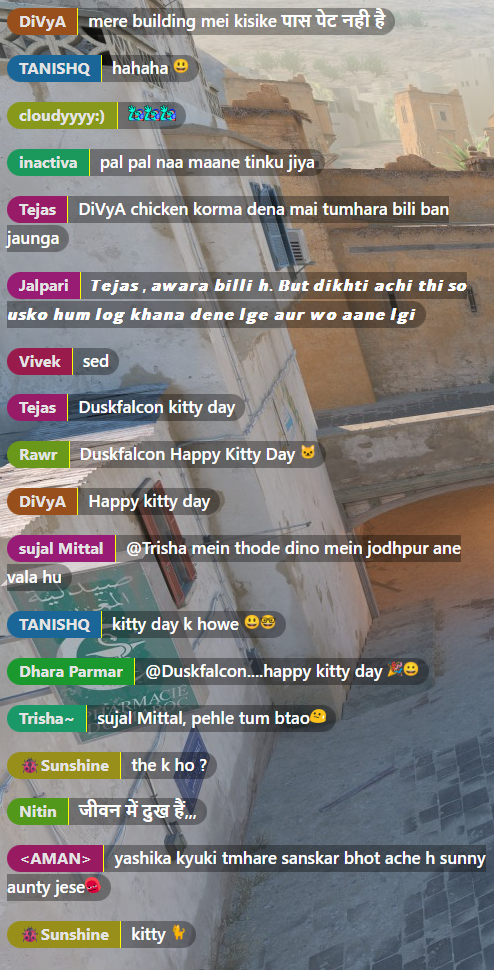 DiVyA mere building mei kisike पास पेट नही है
TANISHQ hahaha 😃
cloudyyyy:)
inactiva pal pal naa maane tinku jiya
Tejas DiVyA chicken korma dena mai tumhara bili ban
jaunga
Jalpari Tejas , awara billi h. But dikhti achi thi so
usko hum log khana dene lge aur wo aane lgi
Vivek sed
Tejas Duskfalcon kitty day
Rawr Duskfalcon Happy Kitty Day 🐱
DiVyA Happy kitty day
sujal Mittal @Trisha mein thode dino mein jodhpur ane
vala hu
TANISHQ kitty day k howe 😃🤓
صيدلية
المغرب
Dhara Parmar @Duskfalcon....happy kitty day 🎉😀
PHARMACIE
DU MAROC
Trisha~ sujal Mittal, pehle tum btao🙂
🐞Sunshine the k ho ?
Nitin जीवन में दुख हैं,,,
<AMAN> yashika kyuki tmhare sanskar bhot ache h sunny
aunty jese
🐞Sunshine kitty 🐈